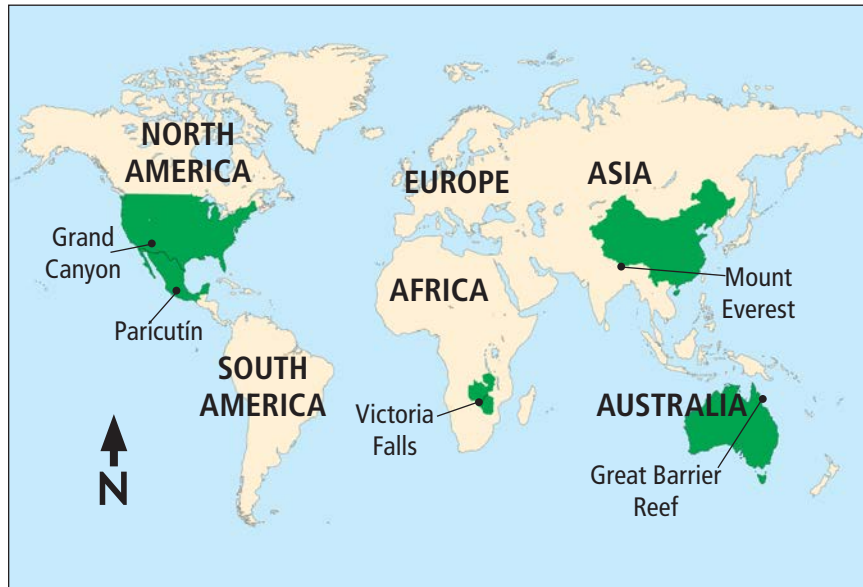 NORTH
AMERICA
EUROPE
ASIA
Grand
Canyon
AFRICA
Mount
Everest
Paricutín
SOUTH
AMERICA
Victoria
Falls
AUSTRALIA
Great Barrier
Reef
N